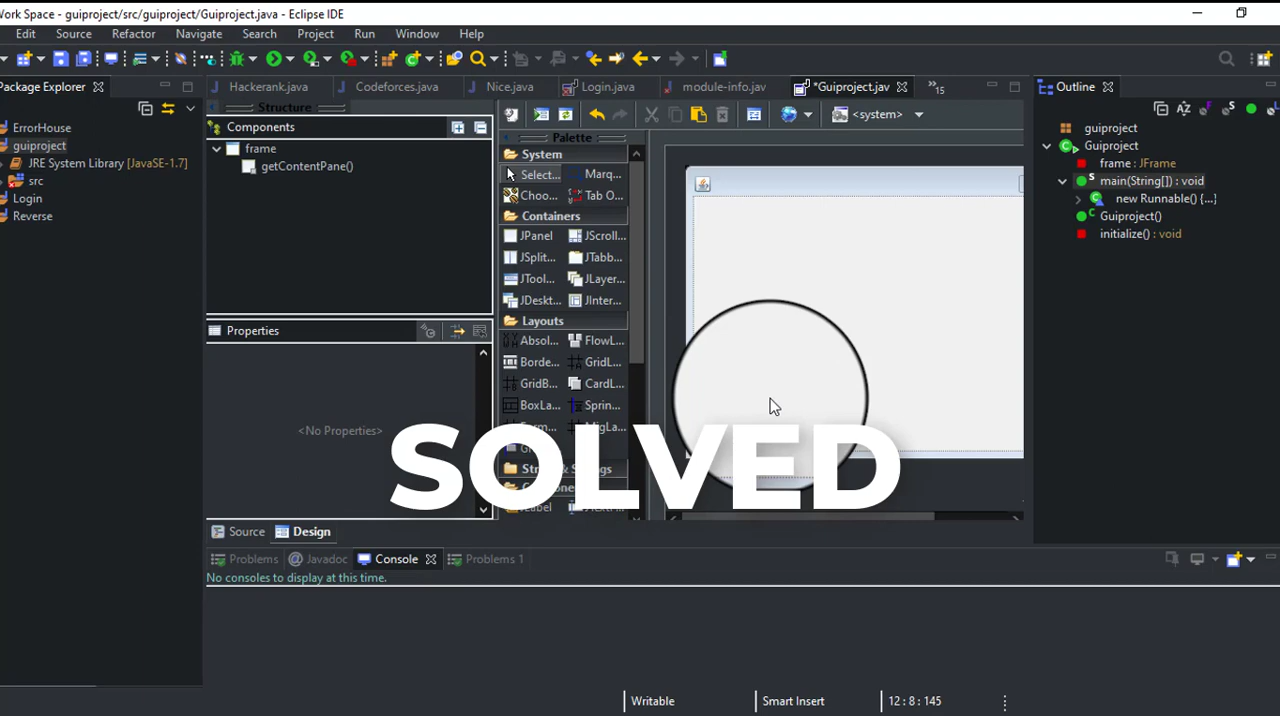 Work Space - guiproject/src/guiproject/Guiproject.java - Eclipse IDE
Edit Source Refactor Navigate Search Project Run Window Help
Package Explorer
ErrorHouse
guiproject
JRE System Library [JavaSE-1.7]
src
Login
Reverse
Hackerank.java Codeforces.java Nice.java Login.java module-info.java *Guiproject.java 15
Structure
Components
frame
getContentPane()
Properties
<No Properties>
<system>
Palette
System
Select... Marq...
Choo... Tab O...
Containers
JPanel JScroll...
JSplit... JTabb...
JTool... JLayer...
JDeskt... JInter...
Layouts
Absol... FlowL...
Borde... GridL...
GridB... CardL...
BoxLa... Sprin...
MigLa...
SOLVED
Source Design
Problems Javadoc Console Problems 1
No consoles to display at this time.
Outline
guiproject
Guiproject
frame : JFrame
main(String[]) : void
new Runnable() {...}
Guiproject()
initialize() : void
Writable Smart Insert 12 : 8 : 145